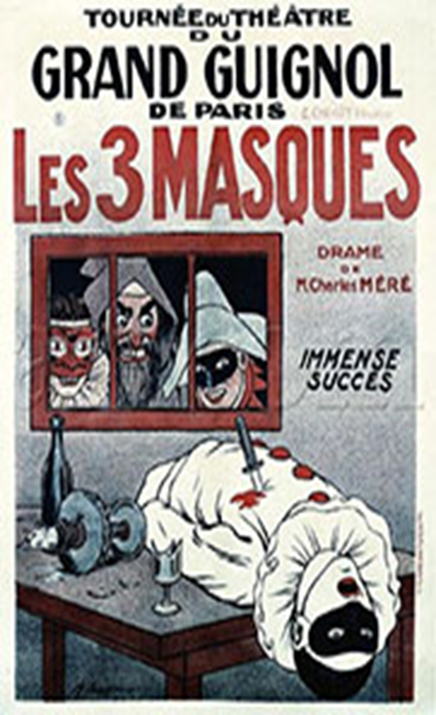 TOURNÉE DU THÉÂTRE
DU
GRAND GUIGNOL
DE PARIS
LES 3 MASQUES
DRAME
DE
M. Charles MÉRÉ
IMMENSE
SUCCÈS